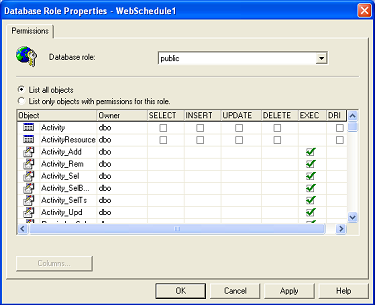 Database Role Properties - WebSchedule1
Permissions
Database role: public
List all objects
List only objects with permissions for this role.
Object Owner SELECT INSERT UPDATE DELETE EXEC DRI
Activity dbo
ActivityResource dbo
Activity_Add dbo
Activity_Rem dbo
Activity_Sel dbo
Activity_SelB... dbo
Activity_SelTs dbo
Activity_Upd dbo
Columns...
OK Cancel Apply Help